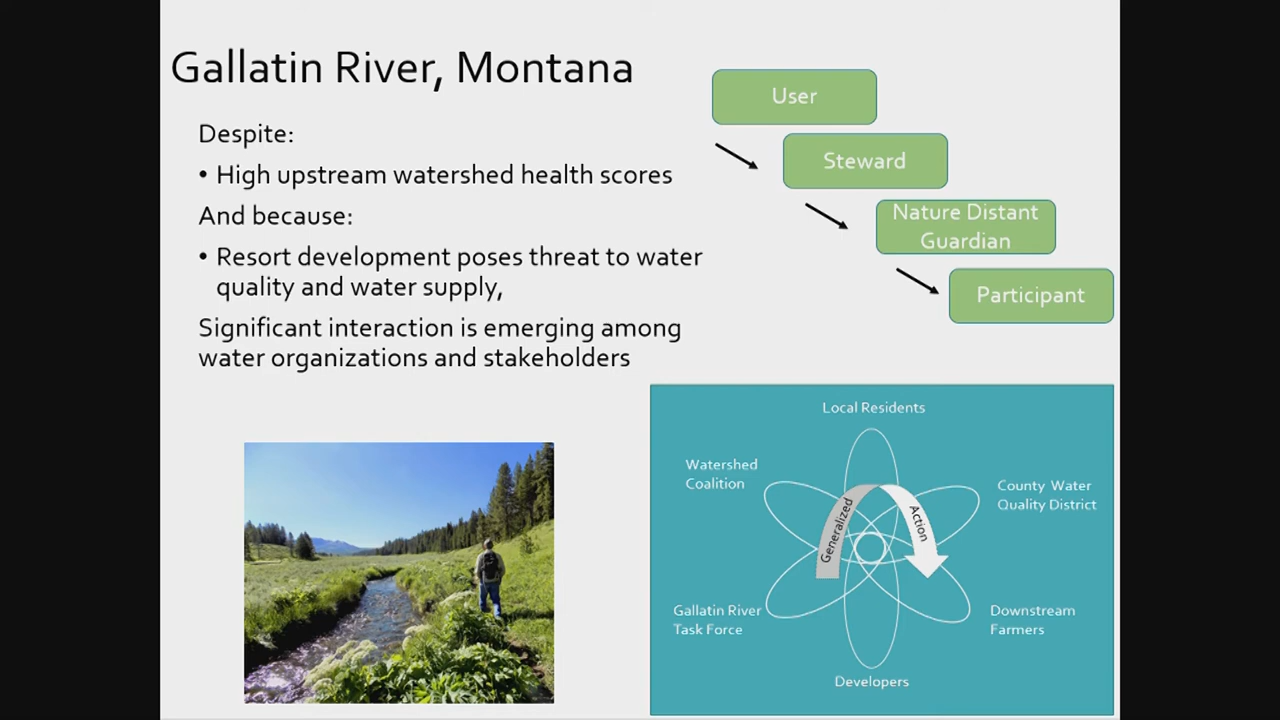 Gallatin River, Montana
Despite:
• High upstream watershed health scores
And because:
• Resort development poses threat to water
quality and water supply,
Significant interaction is emerging among
water organizations and stakeholders
User
Steward
Nature Distant
Guardian
Participant
Local Residents
Watershed
Coalition
County Water
Quality District
Generalized
Action
Gallatin River
Task Force
Downstream
Farmers
Developers